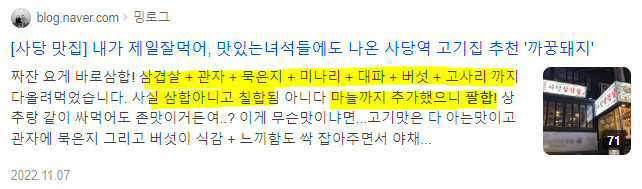 blog.naver.com › 밍로그
[사당 맛집] 내가 제일잘먹어, 맛있는녀석들에도 나온 사당역 고기집 추천 '까꿍돼지'
짜잔 요게 바로삼합! 삼겹살 + 관자 + 묵은지 + 미나리 + 대파 + 버섯 + 고사리 까지
다올려먹었습니다. 사실 삼합아니고 칠합됨 아니다 마늘까지 추가했으니 팔합! 상
추랑 같이 싸먹어도 존맛이거든여..? 이게 무슨맛이냐면...고기맛은 다 아는맛이고
관자에 묵은지 그리고 버섯이 식감 + 느끼함도 싹 잡아주면서 야채...
71
2022.11.07